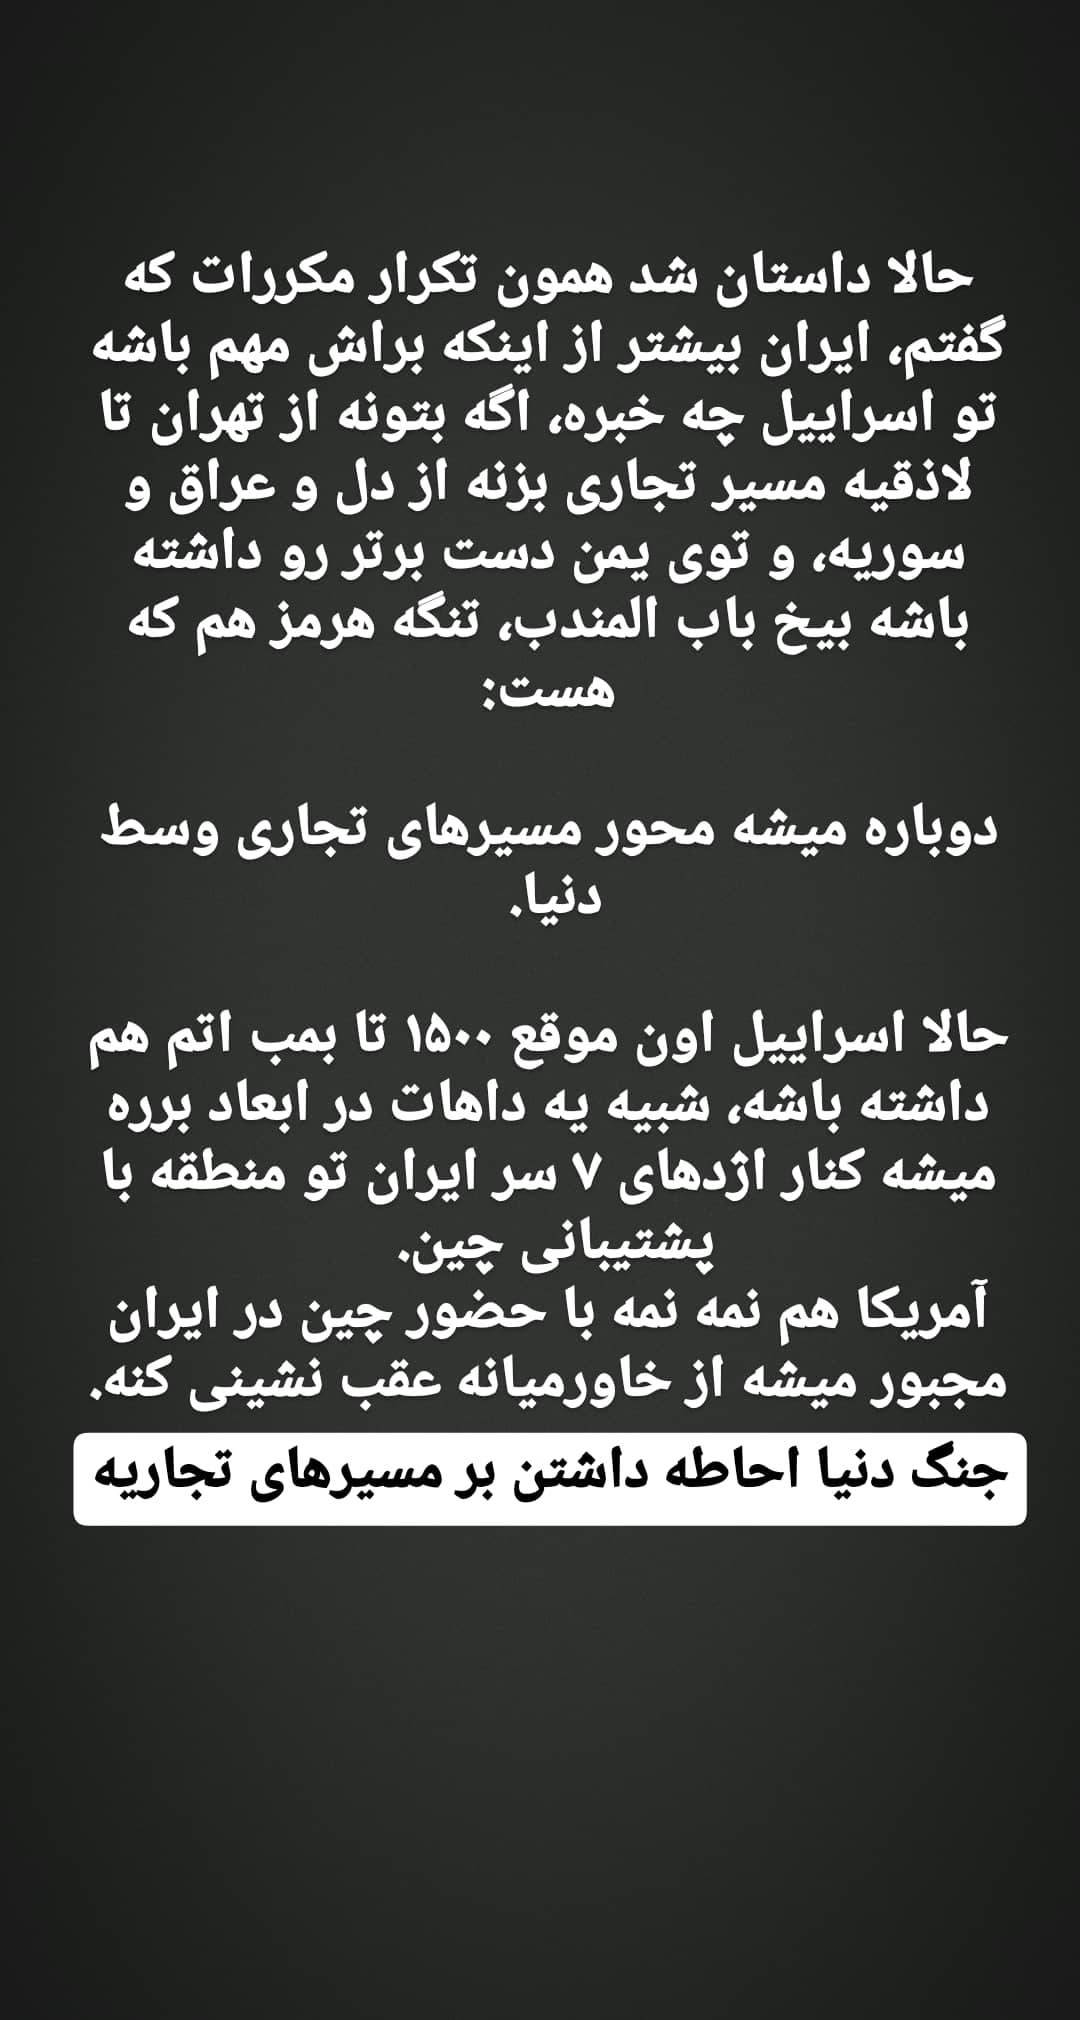 حالا داستان شد همون تکرار مکررات که
گفتم، ایران بیشتر از اینکه براش مهم باشه
تو اسراییل چه خبره، اگه بتونه از تهران تا
لاذقیه مسیر تجاری بزنه از دل و عراق و
سوریه، و توی یمن دست برتر رو داشته
باشه بیخ باب المندب، تنگه هرمز هم که
هست:
دوباره میشه محور مسیرهای تجاری وسط
دنیا.
حالا اسراییل اون موقع ۱۵۰۰ تا بمب اتم هم
داشته باشه، شبیه یه داهات در ابعاد برره
میشه کنار اژدهای ۷ سر ایران تو منطقه با
پشتیبانی چین.
آمریکا هم نمه نمه با حضور چین در ایران
مجبور میشه از خاورمیانه عقب نشینی کنه.
جنگ دنیا احاطه داشتن بر مسیرهای تجاریه